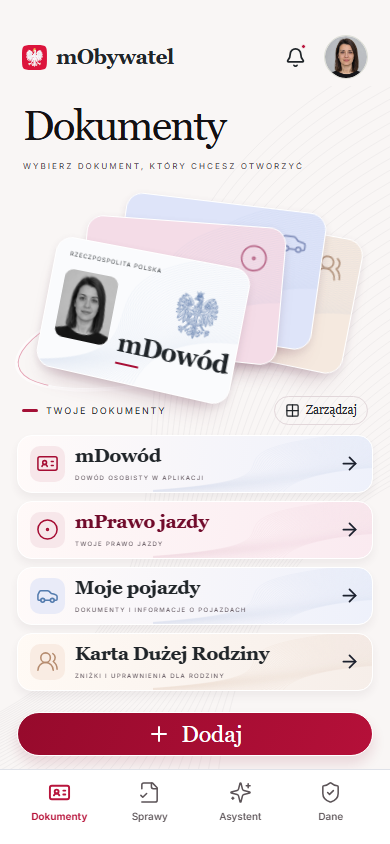 mObywatel
Dokumenty
WYBIERZ DOKUMENT, KTÓRY CHCESZ OTWORZYĆ
RZECZPOSPOLITA POLSKA
mDowód
TWOJE DOKUMENTY
Zarządzaj
mDowód
DOWÓD OSOBISTY W APLIKACJI
mPrawo jazdy
TWOJE PRAWO JAZDY
Moje pojazdy
DOKUMENTY I INFORMACJE O POJAZDACH
Karta Dużej Rodziny
ZNIŻKI I UPRAWNIENIA DLA RODZINY
Dodaj
Dokumenty
Sprawy
Asystent
Dane